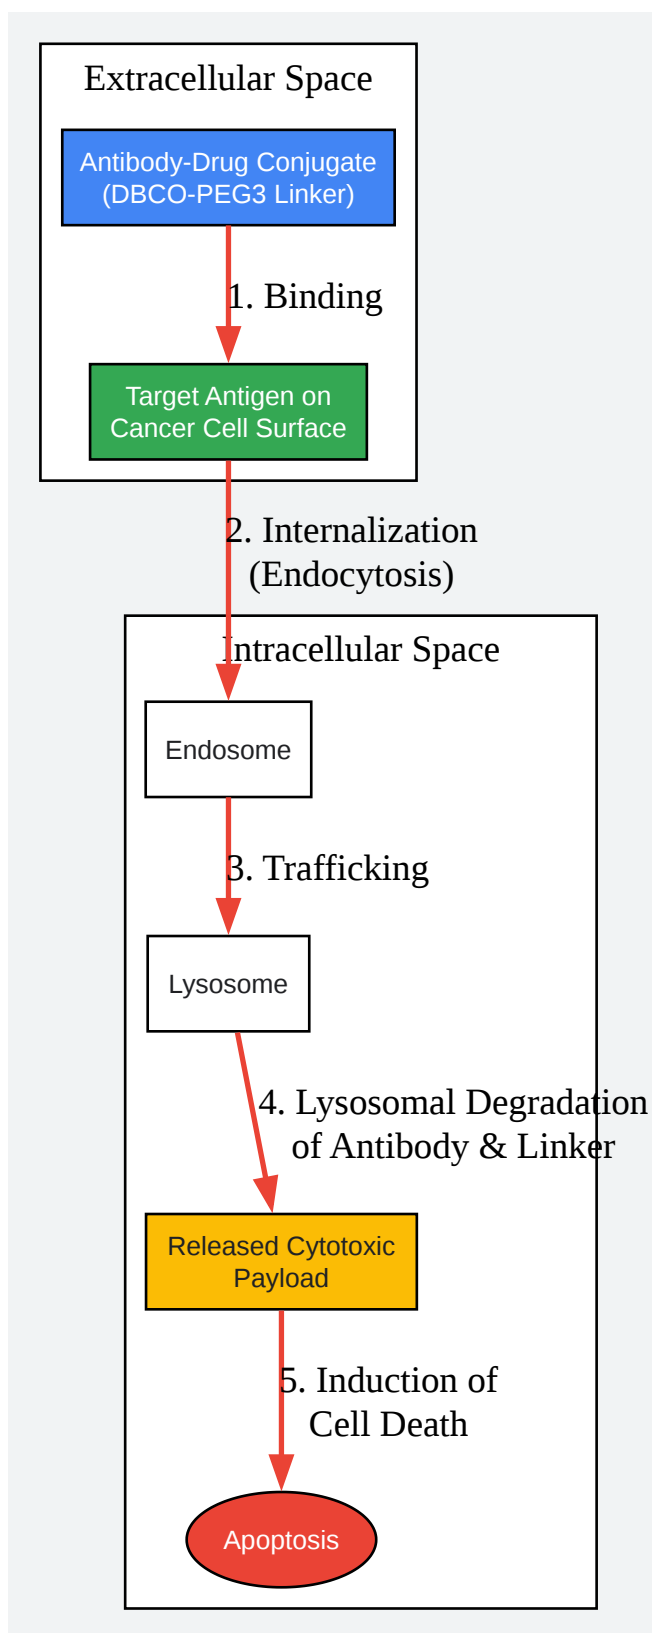 Extracellular Space
Antibody-Drug Conjugate
(DBCO-PEG3 Linker)
1. Binding
Target Antigen on
Cancer Cell Surface
2. Internalization
(Endocytosis)
Intracellular Space
Endosome
3. Trafficking
Lysosome
4. Lysosomal Degradation
of Antibody & Linker
Released Cytotoxic
Payload
5. Induction of
Cell Death
Apoptosis